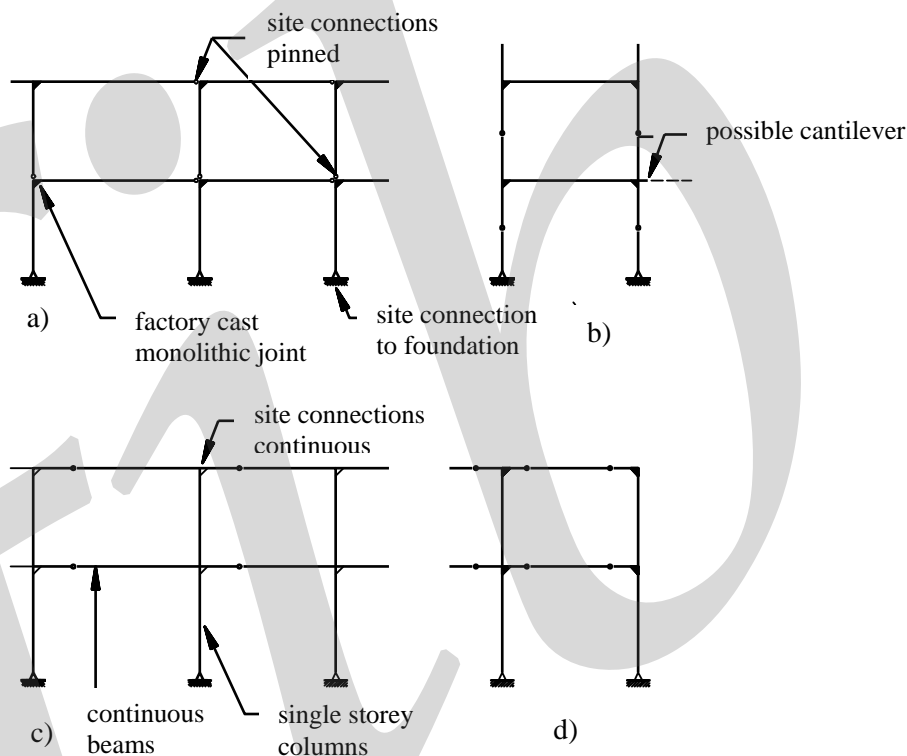 site connections
pinned
possible cantilever
a)
factory cast
monolithic joint
site connection
to foundation
b)
site connections
continuous
c)
continuous
beams
single storey
columns
d)